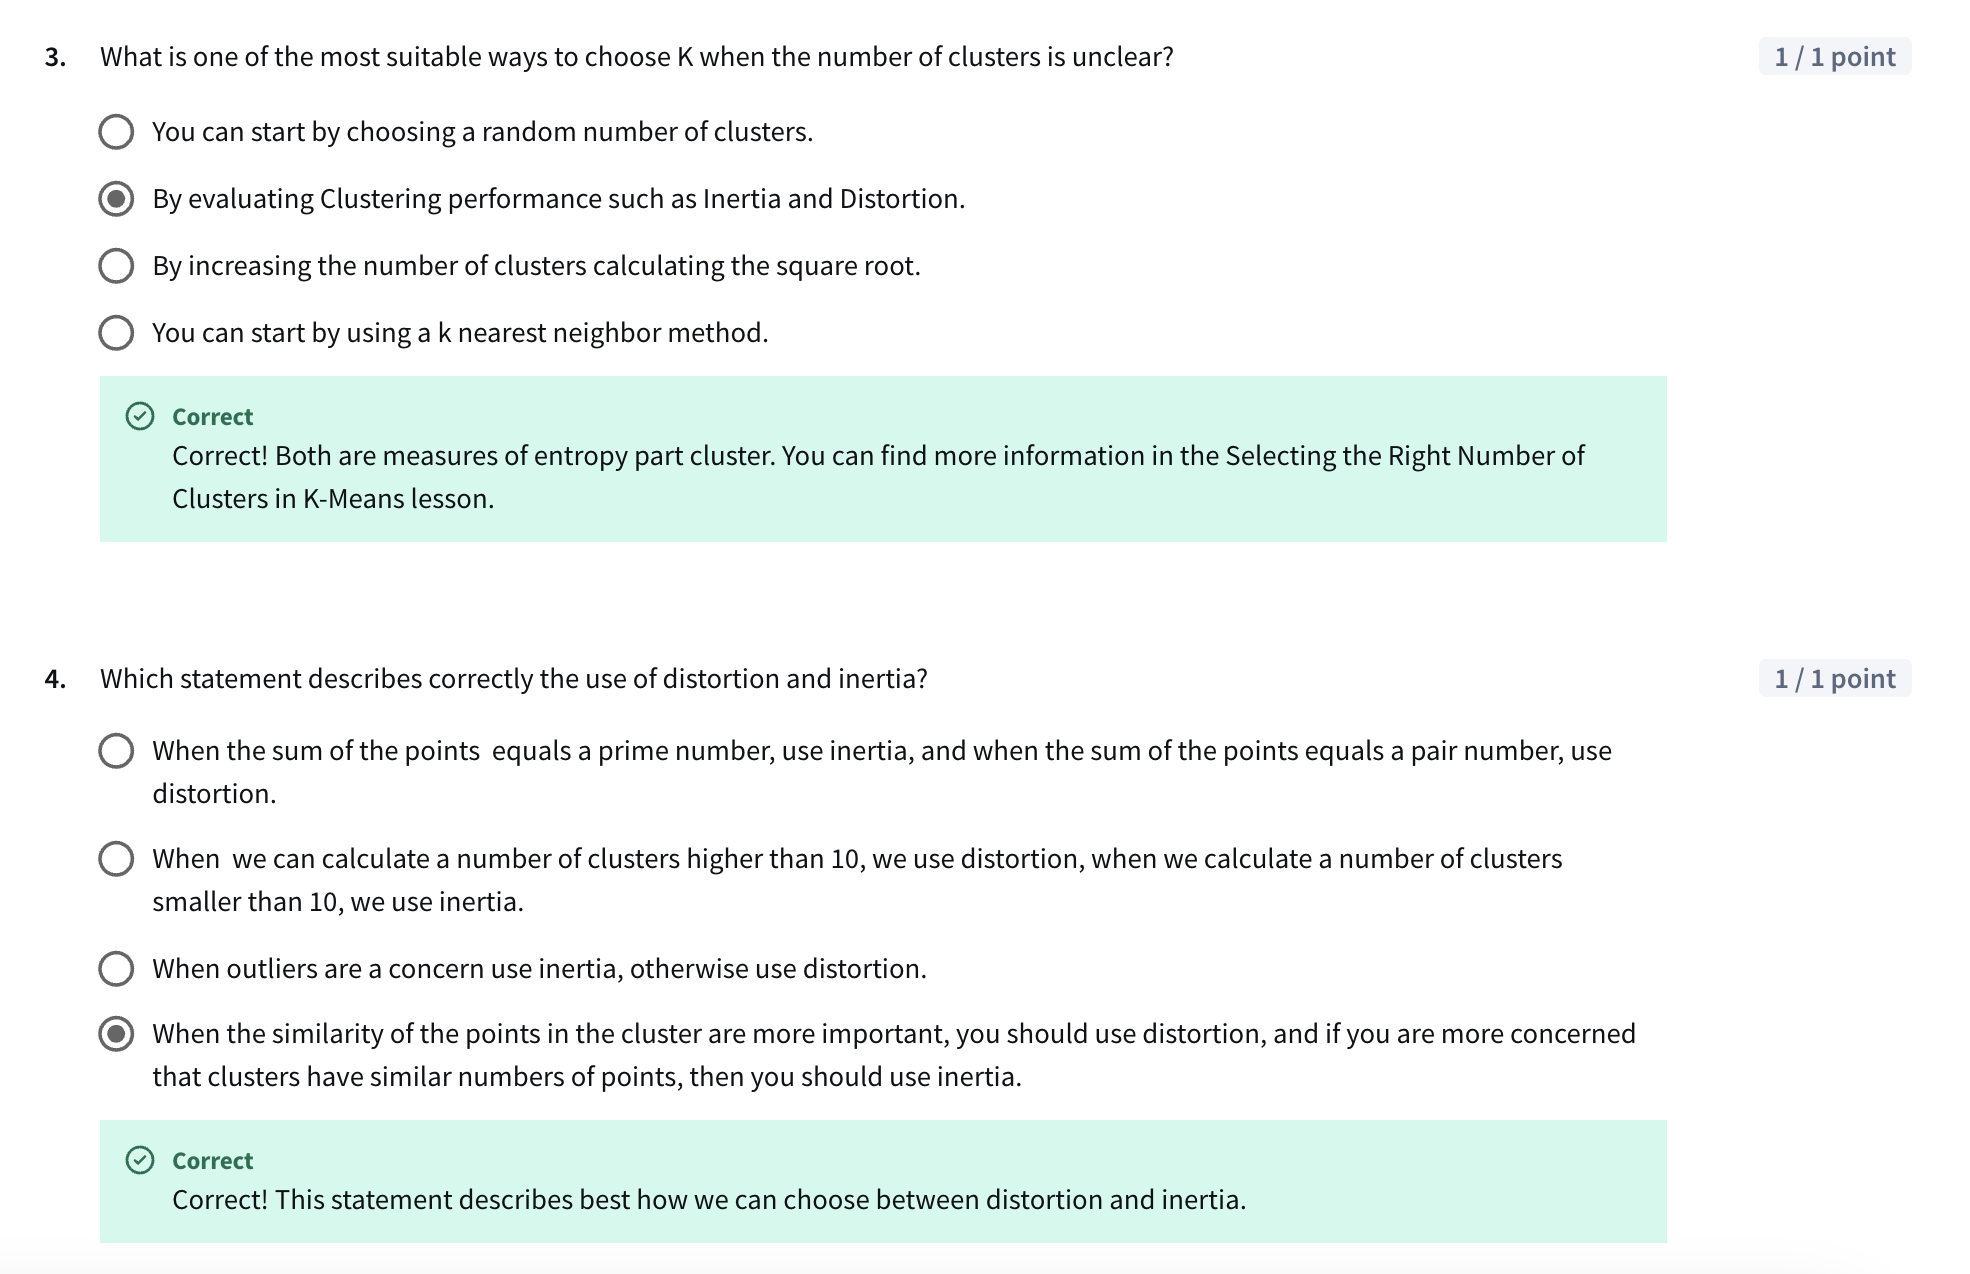 3. What is one of the most suitable ways to choose K when the number of clusters is unclear? 1 / 1 point
You can start by choosing a random number of clusters.
By evaluating Clustering performance such as Inertia and Distortion.
By increasing the number of clusters calculating the square root.
You can start by using a k nearest neighbor method.
Correct
Correct! Both are measures of entropy part cluster. You can find more information in the Selecting the Right Number of
Clusters in K-Means lesson.
4. Which statement describes correctly the use of distortion and inertia? 1 / 1 point
When the sum of the points  equals a prime number, use inertia, and when the sum of the points equals a pair number, use
distortion.
When  we can calculate a number of clusters higher than 10, we use distortion, when we calculate a number of clusters
smaller than 10, we use inertia.
When outliers are a concern use inertia, otherwise use distortion.
When the similarity of the points in the cluster are more important, you should use distortion, and if you are more concerned
that clusters have similar numbers of points, then you should use inertia.
Correct
Correct! This statement describes best how we can choose between distortion and inertia.